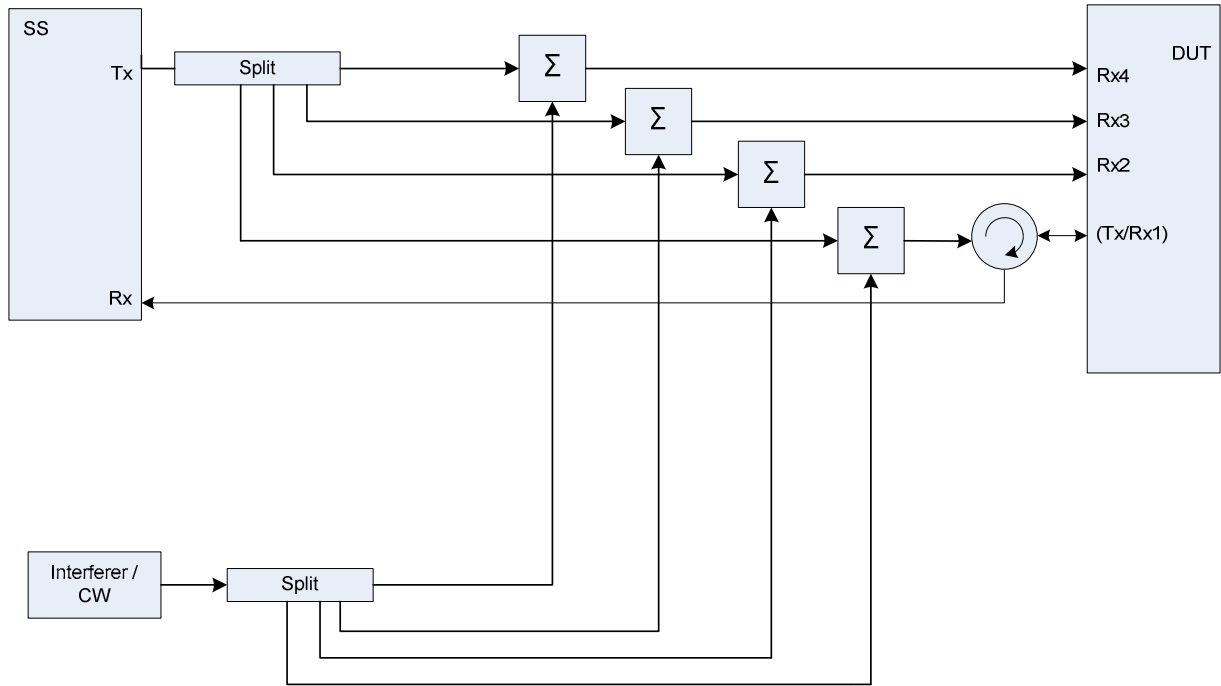 SS
Tx
Split
Σ
Rx4
DUT
Σ
Rx3
Σ
Rx2
Σ
(Tx/Rx1)
Rx
Interferer /
CW
Split